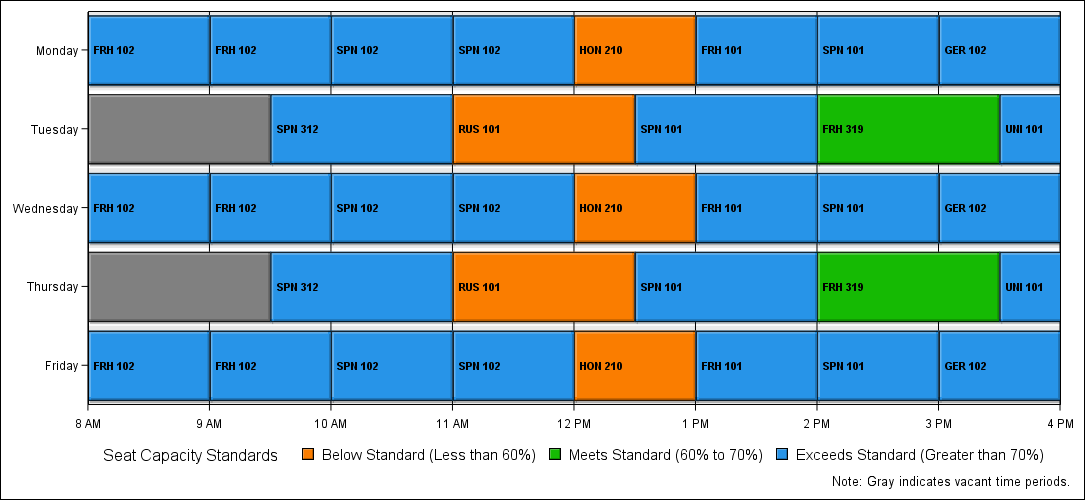 Monday FRH 102 FRH 102 SPN 102 SPN 102 HON 210 FRH 101 SPN 101 GER 102
Tuesday SPN 312 RUS 101 SPN 101 FRH 319 UNI 101
Wednesday FRH 102 FRH 102 SPN 102 SPN 102 HON 210 FRH 101 SPN 101 GER 102
Thursday SPN 312 RUS 101 SPN 101 FRH 319 UNI 101
Friday FRH 102 FRH 102 SPN 102 SPN 102 HON 210 FRH 101 SPN 101 GER 102
8 AM 9 AM 10 AM 11 AM 12 PM 1 PM 2 PM 3 PM 4 PM
Seat Capacity Standards Below Standard (Less than 60%) Meets Standard (60% to 70%) Exceeds Standard (Greater than 70%)
Note: Gray indicates vacant time periods.